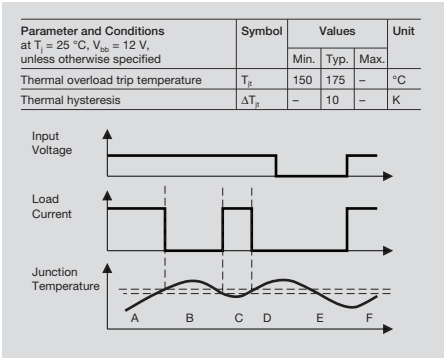 Parameter and Conditions Symbol Values Unit
at Tj = 25 °C, Vbb = 12 V,
unless otherwise specified Min. Typ. Max.
Thermal overload trip temperature Tjt 150 175 – °C
Thermal hysteresis ΔTjt – 10 – K
Input
Voltage
Load
Current
Junction
Temperature
A B C D E F